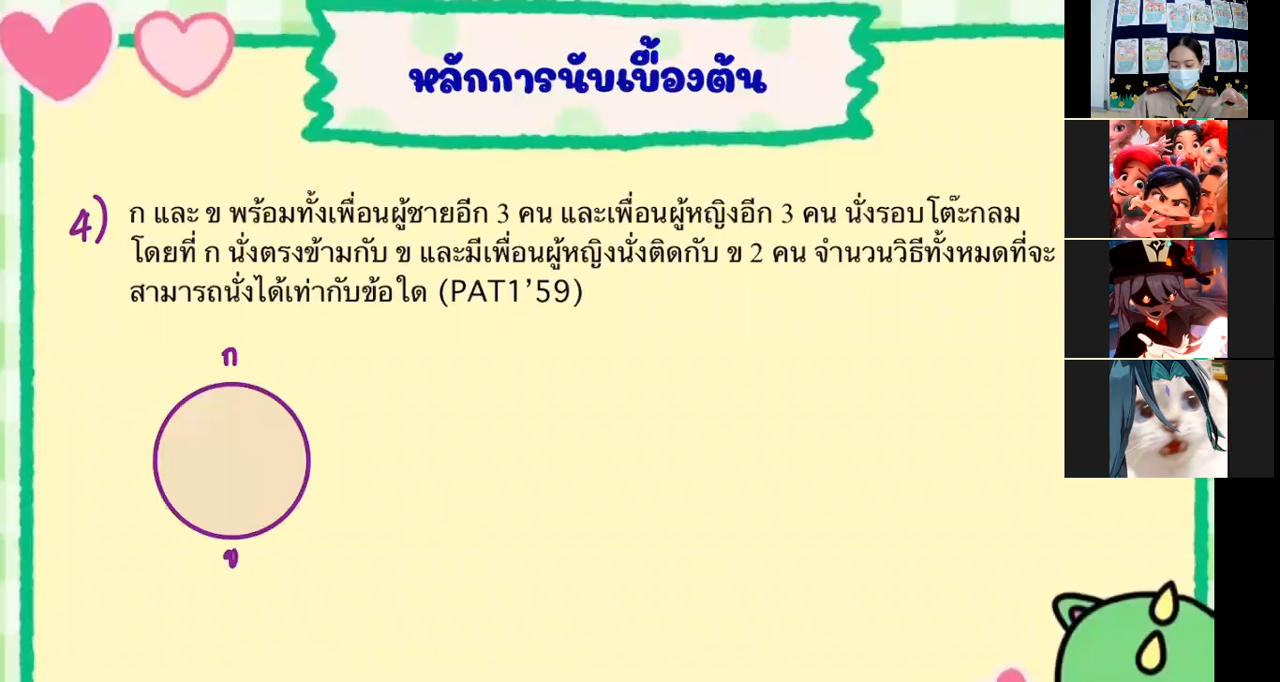 หลักการนับเบื้องต้น
4) ก และ ข พร้อมทั้งเพื่อนผู้ชายอีก 3 คน และเพื่อนผู้หญิงอีก 3 คน นั่งรอบโต๊ะกลม
โดยที่ ก นั่งตรงข้ามกับ ข และมีเพื่อนผู้หญิงนั่งติดกับ ข 2 คน จำนวนวิธีทั้งหมดที่จะ
สามารถนั่งได้เท่ากับข้อใด (PAT1’59)
ก
ข